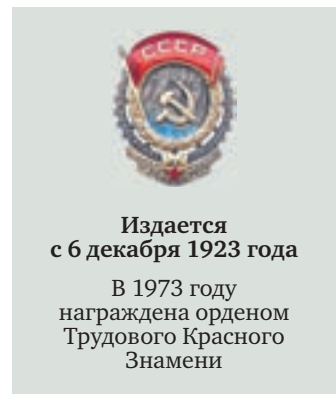 СССР
Издается
с 6 декабря 1923 года
В 1973 году
награждена орденом
Трудового Красного
Знамени